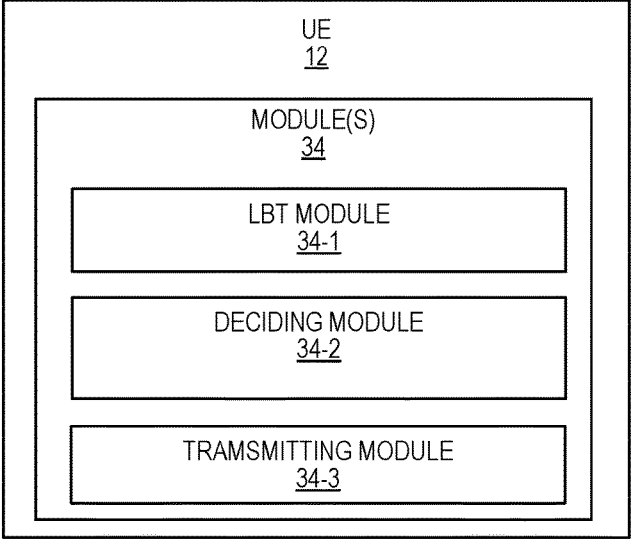 UE
12
MODULE(S)
34
LBT MODULE
34-1
DECIDING MODULE
34-2
TRAMSMITTING MODULE
34-3